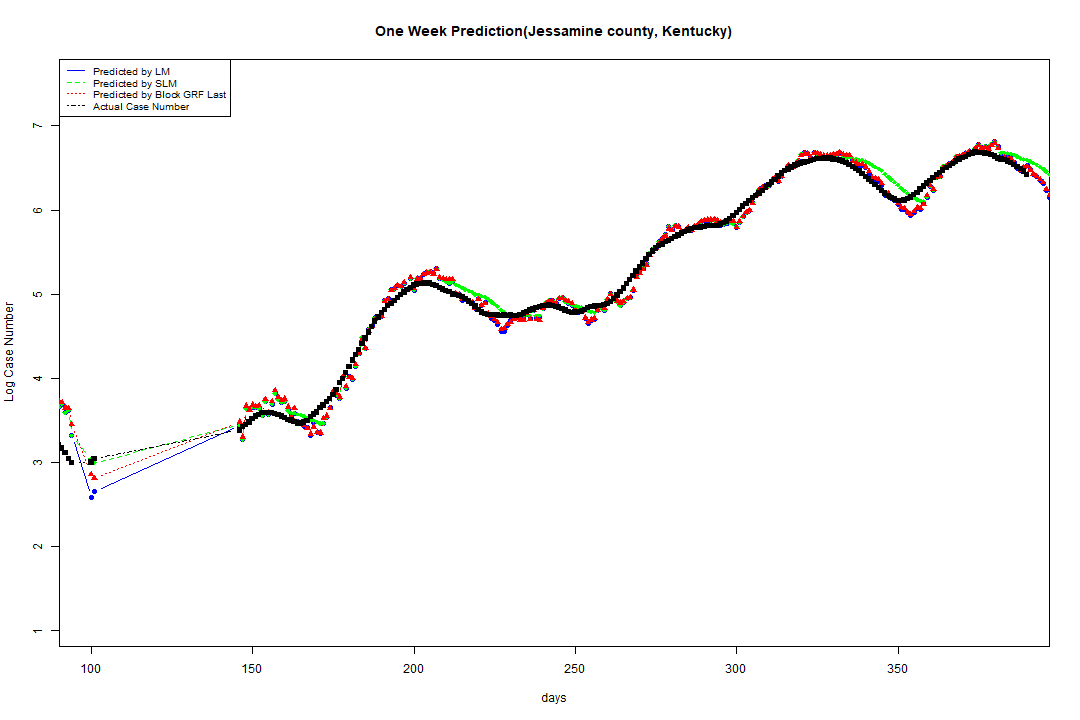 One Week Prediction(Jessamine county, Kentucky)
Predicted by LM
Predicted by SLM
Predicted by Block GRF Last
Actual Case Number
Log Case Number
7
6
5
4
3
2
1
100 150 200 250 300 350
days